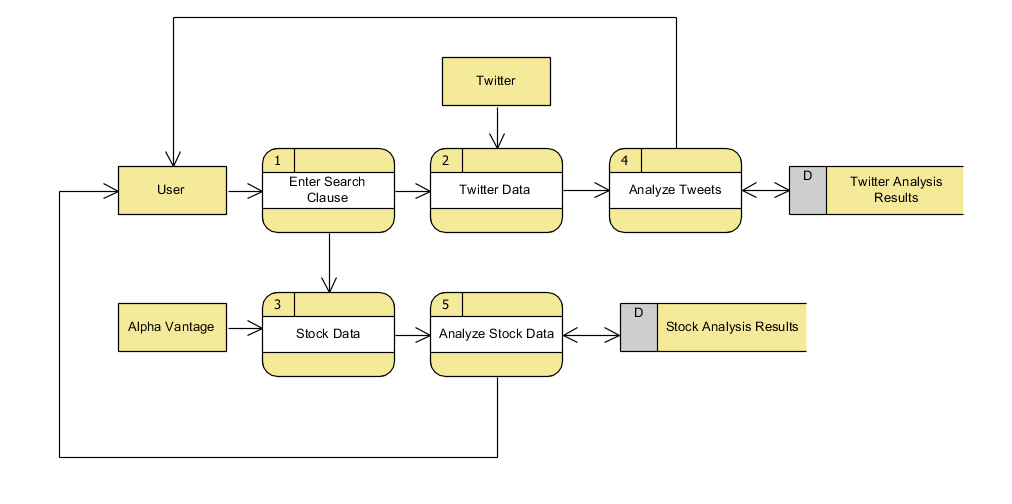 Twitter
1
Enter Search
Clause
2
Twitter Data
4
Analyze Tweets
User
D
Twitter Analysis
Results
Alpha Vantage
3
Stock Data
5
Analyze Stock Data
D
Stock Analysis Results